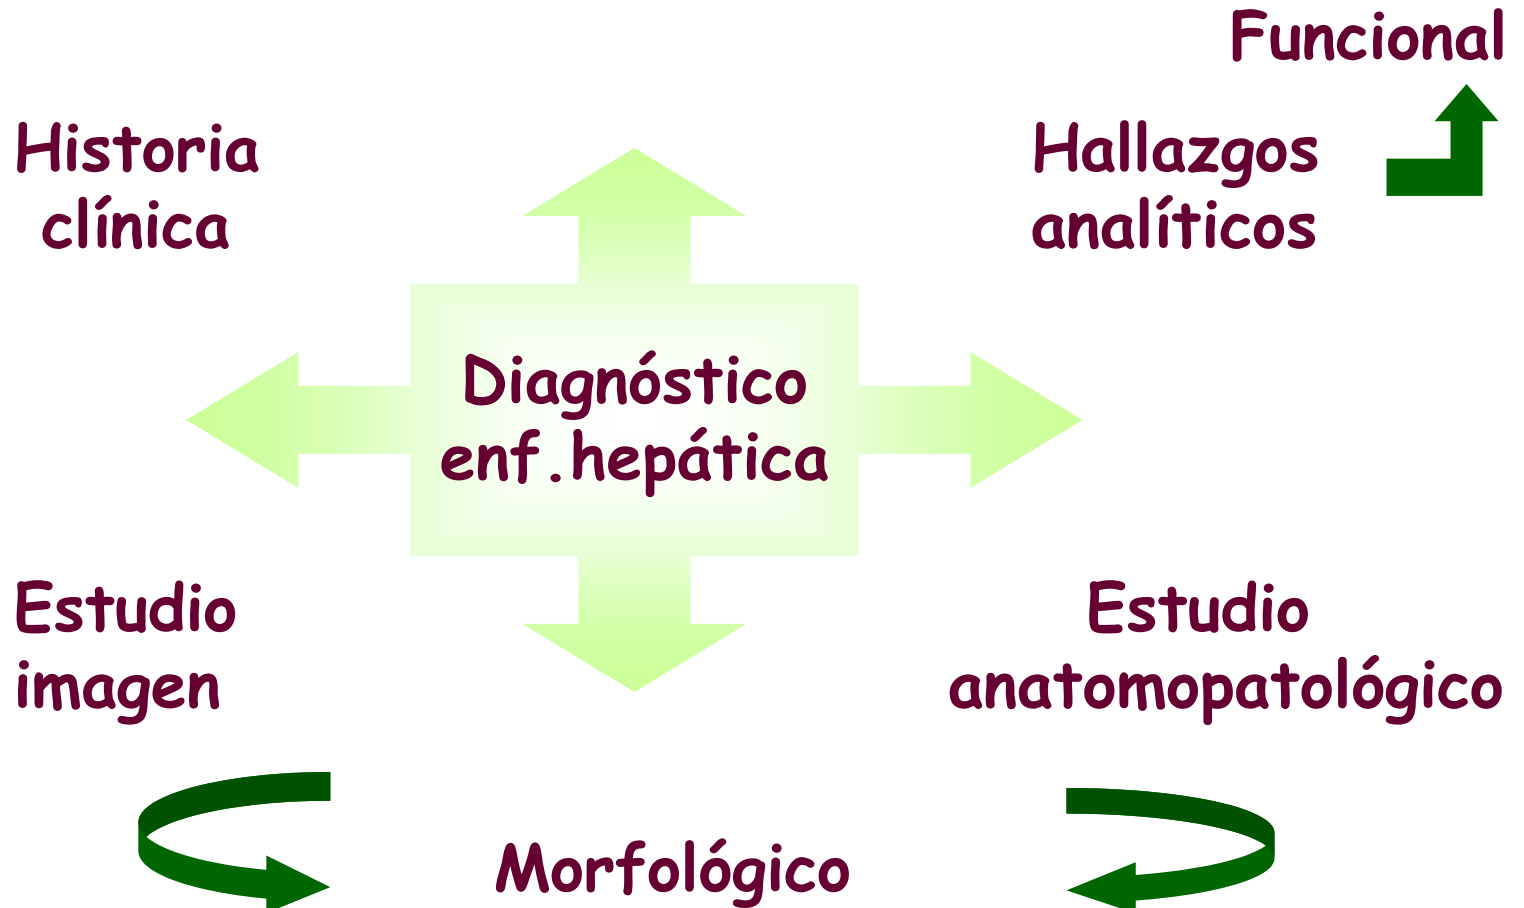 Funcional
Historia
clínica
Hallazgos
analíticos
Diagnóstico
enf.hepática
Estudio
imagen
Estudio
anatomopatológico
Morfológico